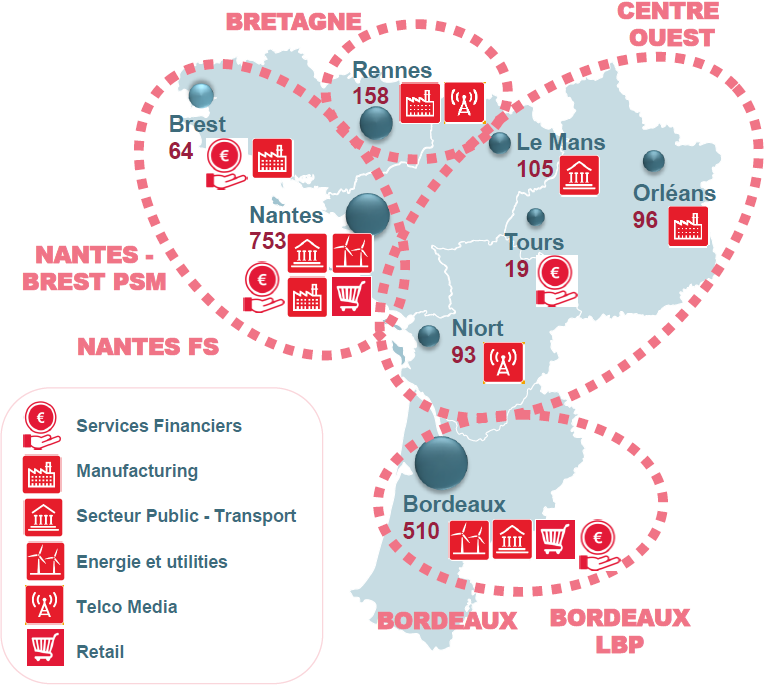 BRETAGNE
CENTRE
OUEST
Rennes
158
Brest
64
Le Mans
105
Orléans
96
Nantes
753
Tours
19
NANTES -
BREST PSM
NANTES FS
Niort
93
Bordeaux
510
BORDEAUX
BORDEAUX
LBP
€
€
€
€
€ Services Financiers
Manufacturing
Secteur Public - Transport
Energie et utilities
Telco Media
Retail